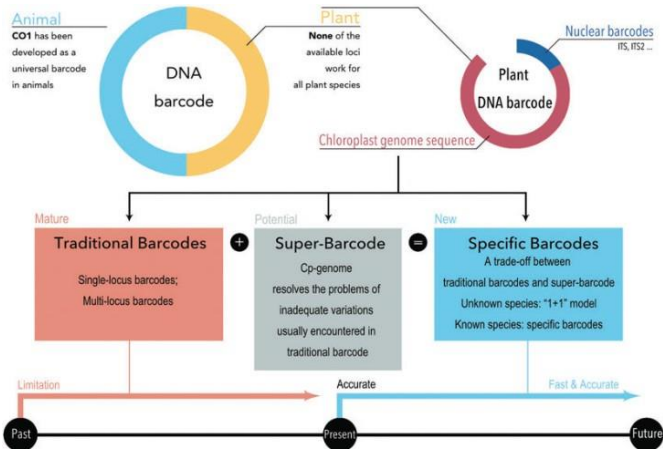 Animal
CO1 has been
developed as a
universal barcode
in animals
DNA
barcode
Plant
None of the
available loci
work for
all plant species
Nuclear barcodes
ITS, ITS2 ...
Plant
DNA barcode
Chloroplast genome sequence
Mature
Traditional Barcodes
Single-locus barcodes;
Multi-locus barcodes
+
Potential
Super-Barcode
Cp-genome
resolves the problems of
inadequate variations
usually encountered in
traditional barcode
=
New
Specific Barcodes
A trade-off between
traditional barcodes and super-barcode
Unknown species: "1+1" model
Known species: specific barcodes
Limitation
Accurate
Fast & Accurate
Past
Present
Future